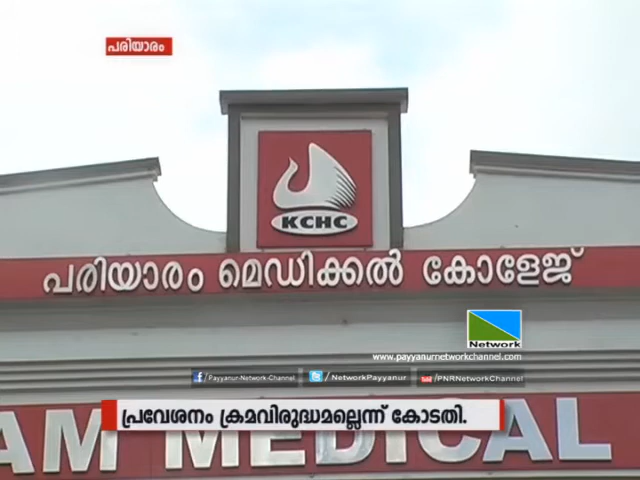 പരിയാരം
KCHC
പരിയാരം മെഡിക്കൽ കോളേജ്
Network
www.payyanurnetworkchannel.com
/Payyanur-Network-Channel
/NetworkPayyanur
/PNRNetworkChannel
പ്രവേശനം ക്രമവിരുദ്ധമല്ലെന്ന് കോടതി.
AM MEDICAL